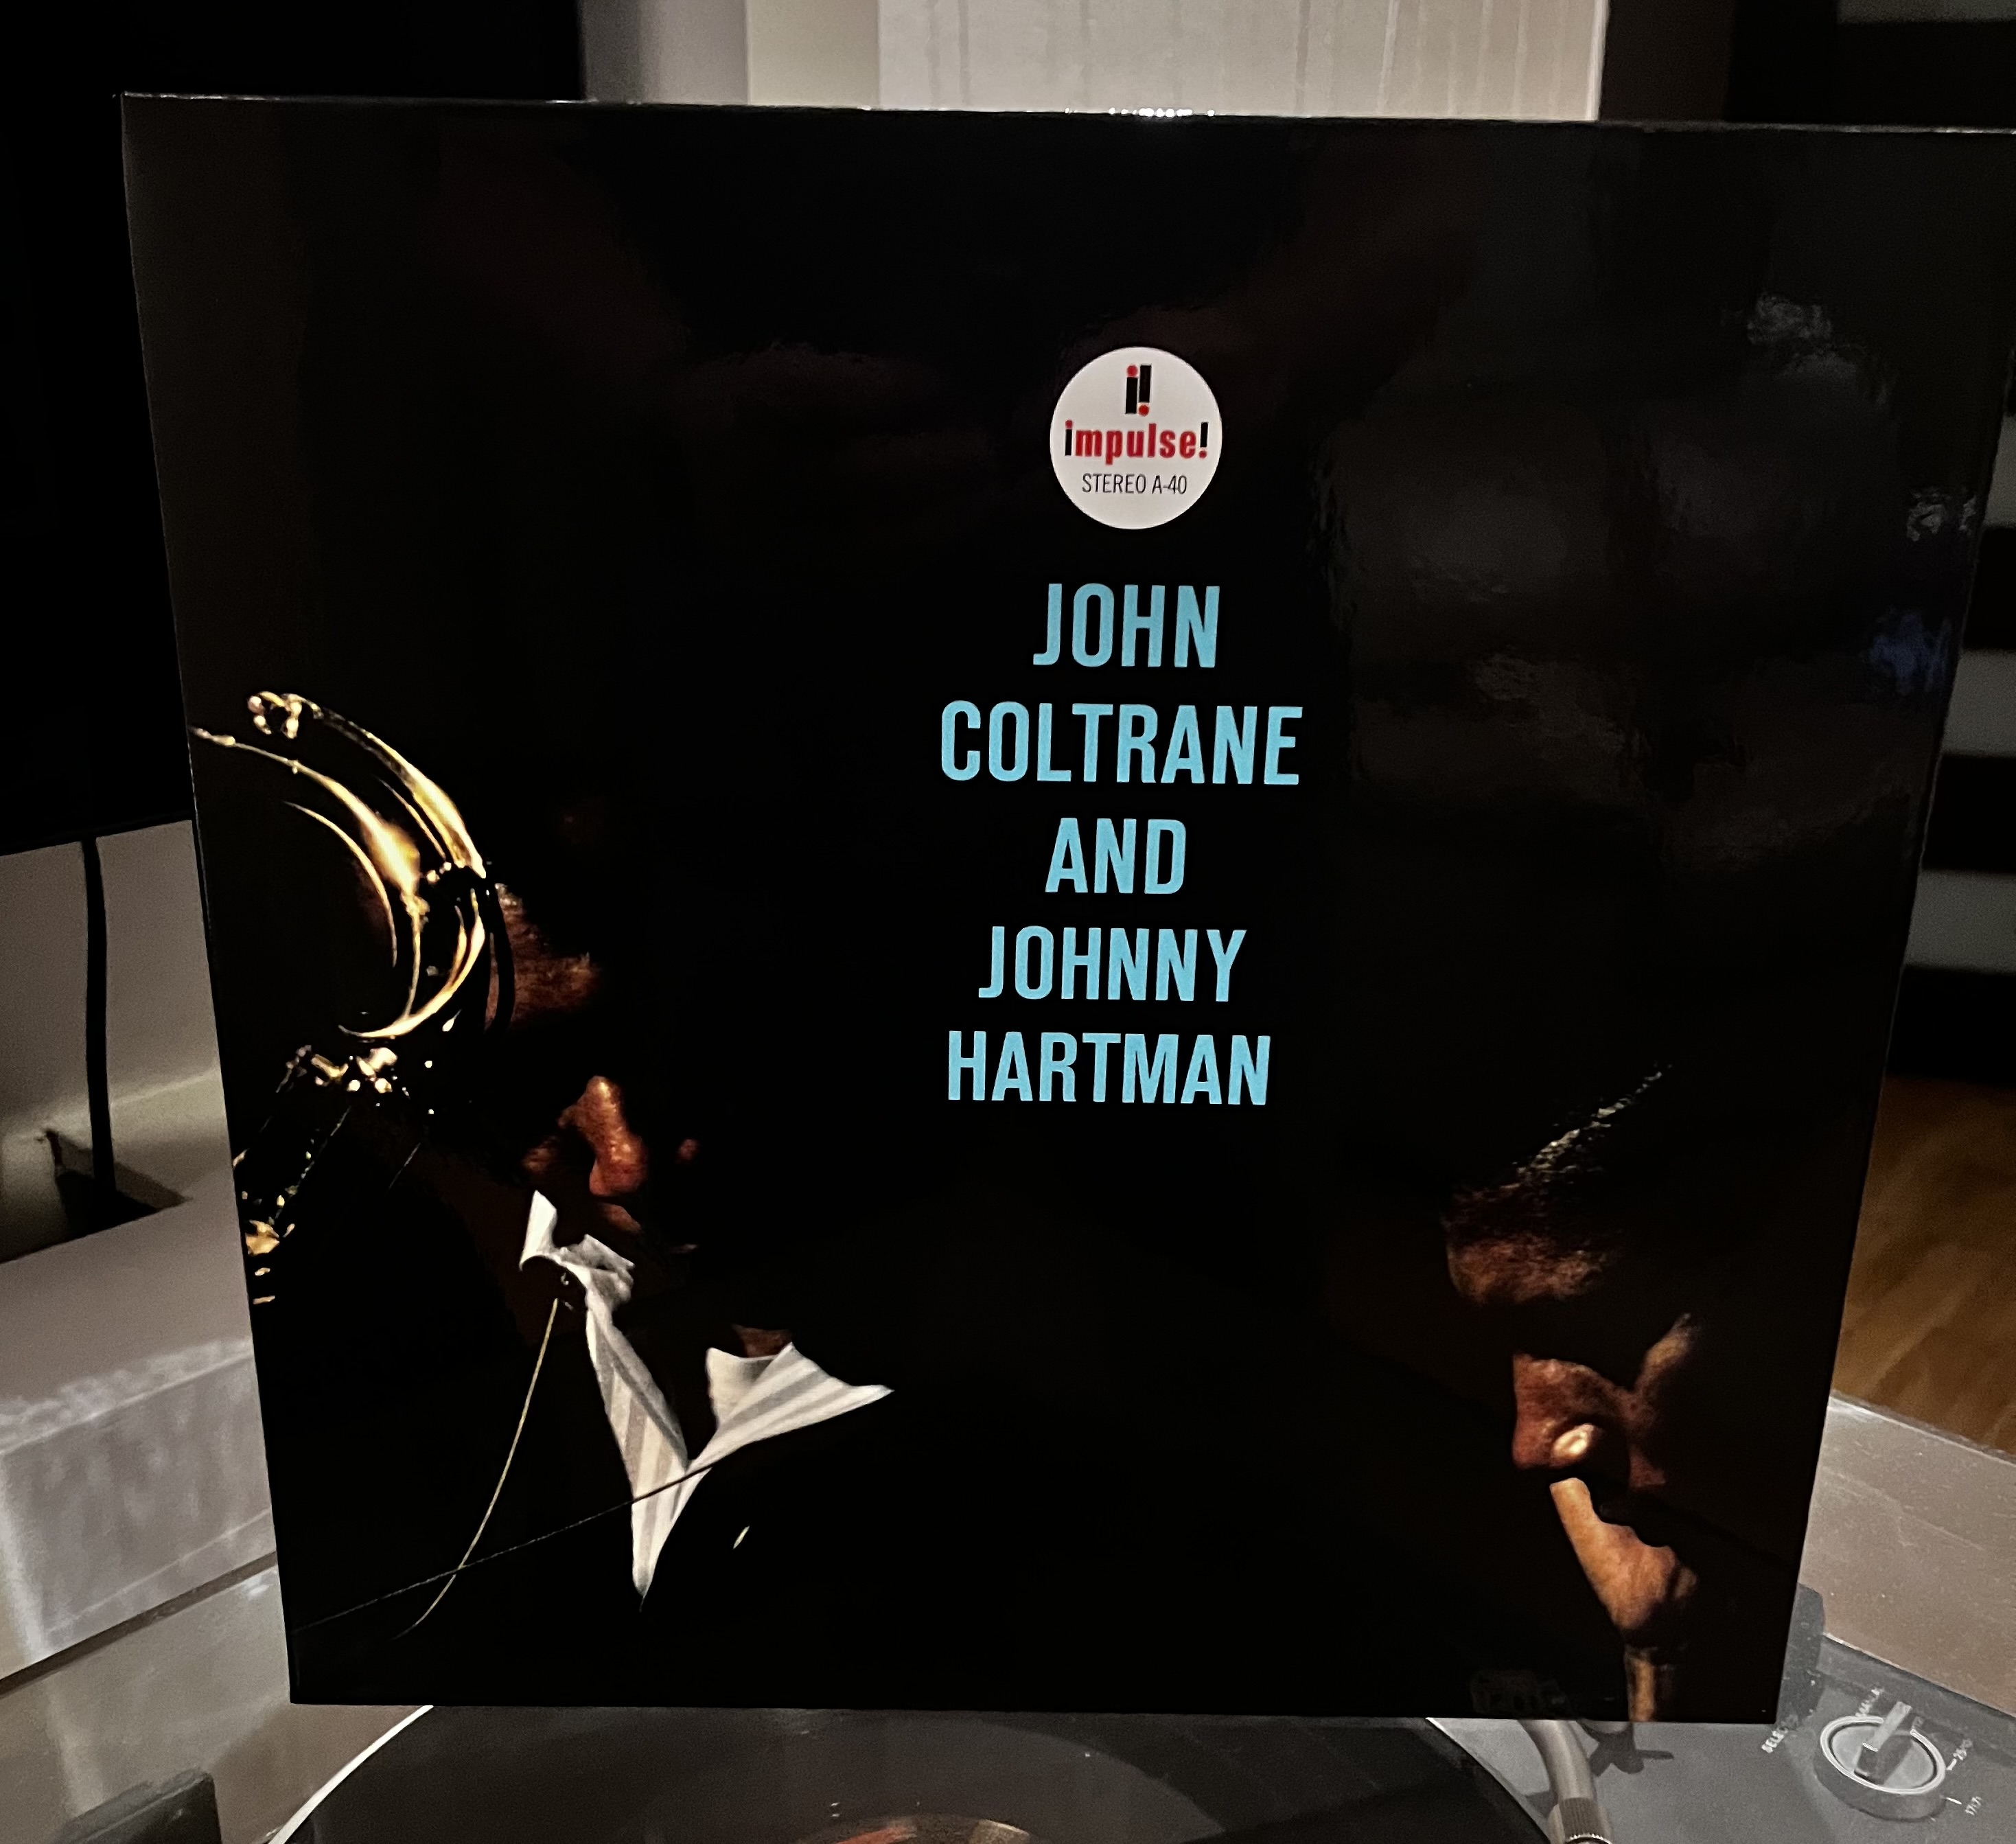 impulse!
STEREO A-40
JOHN
COLTRANE
AND
JOHNNY
HARTMAN